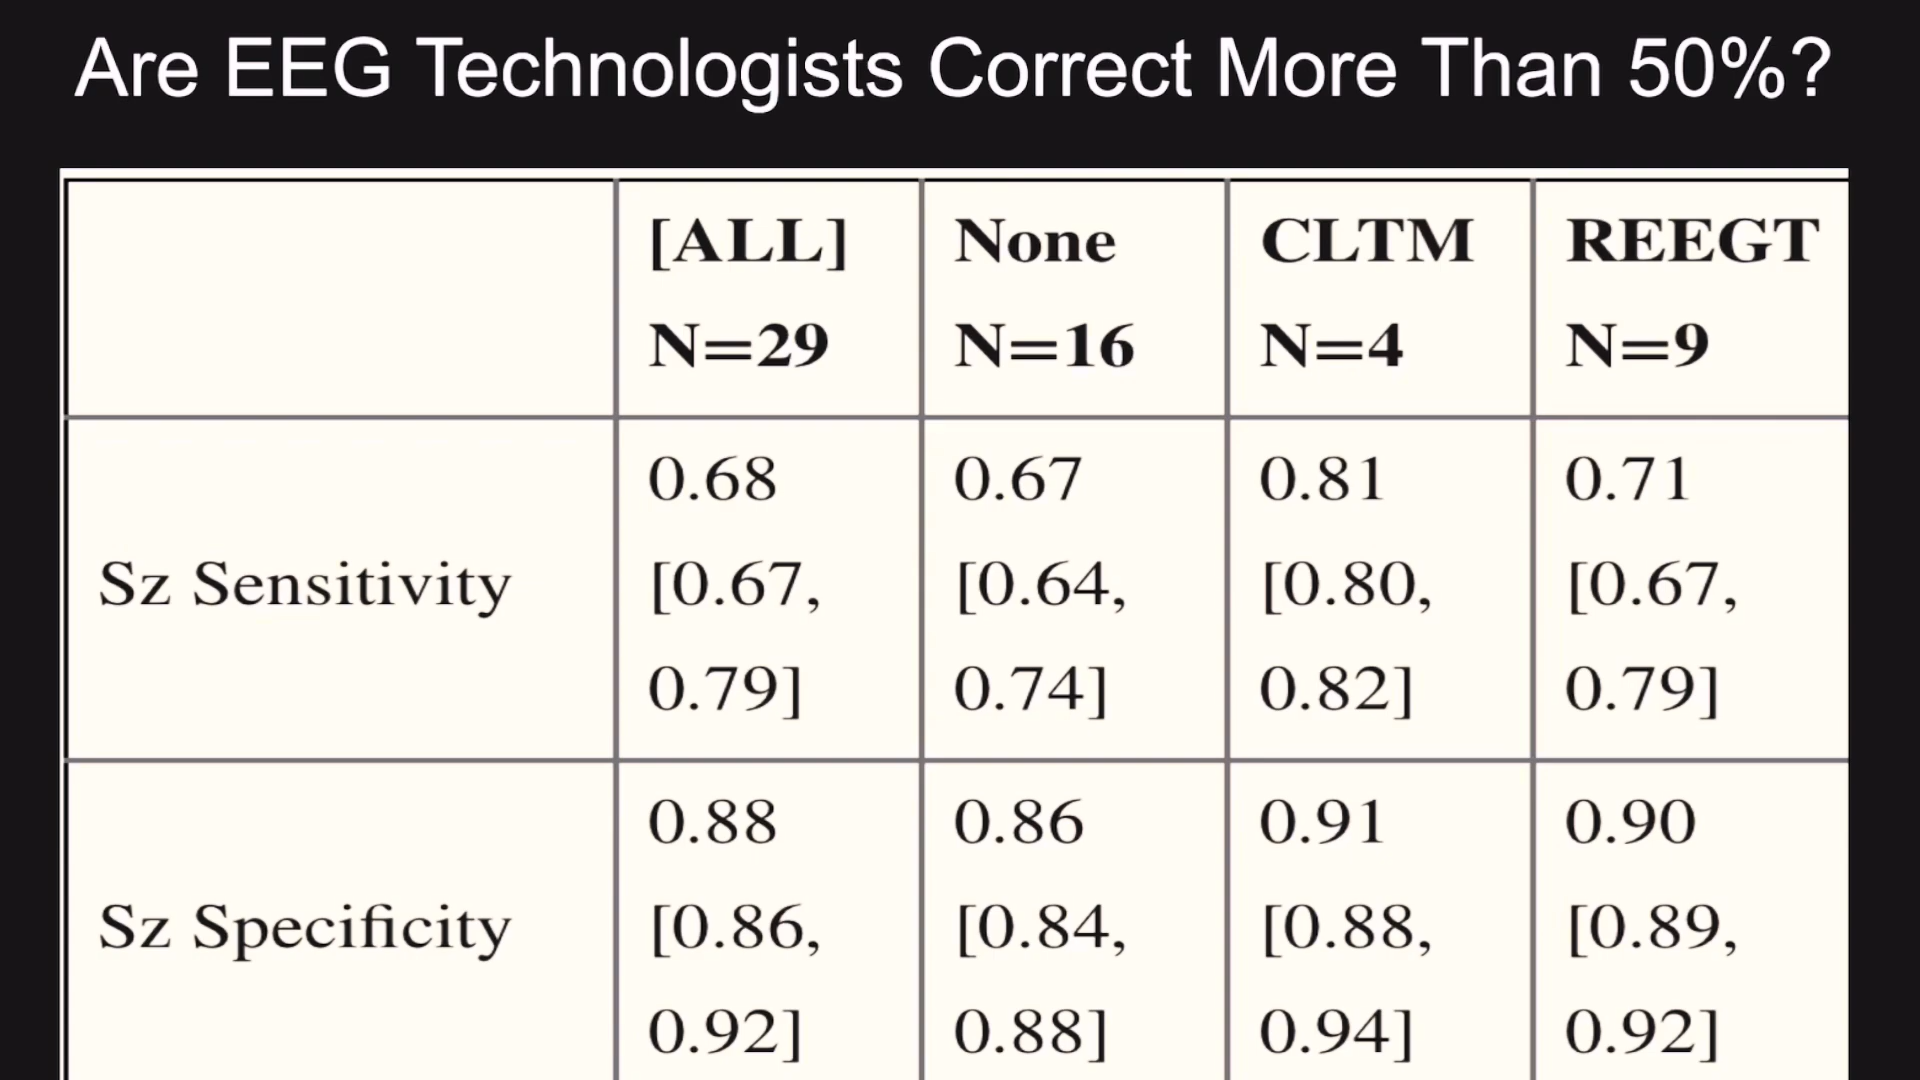 Are EEG Technologists Correct More Than 50%?
[ALL] None CLTM REEGT
N=29 N=16 N=4 N=9
0.68 0.67 0.81 0.71
Sz Sensitivity [0.67, [0.64, [0.80, [0.67,
0.79] 0.74] 0.82] 0.79]
0.88 0.86 0.91 0.90
Sz Specificity [0.86, [0.84, [0.88, [0.89,
0.92] 0.88] 0.94] 0.92]